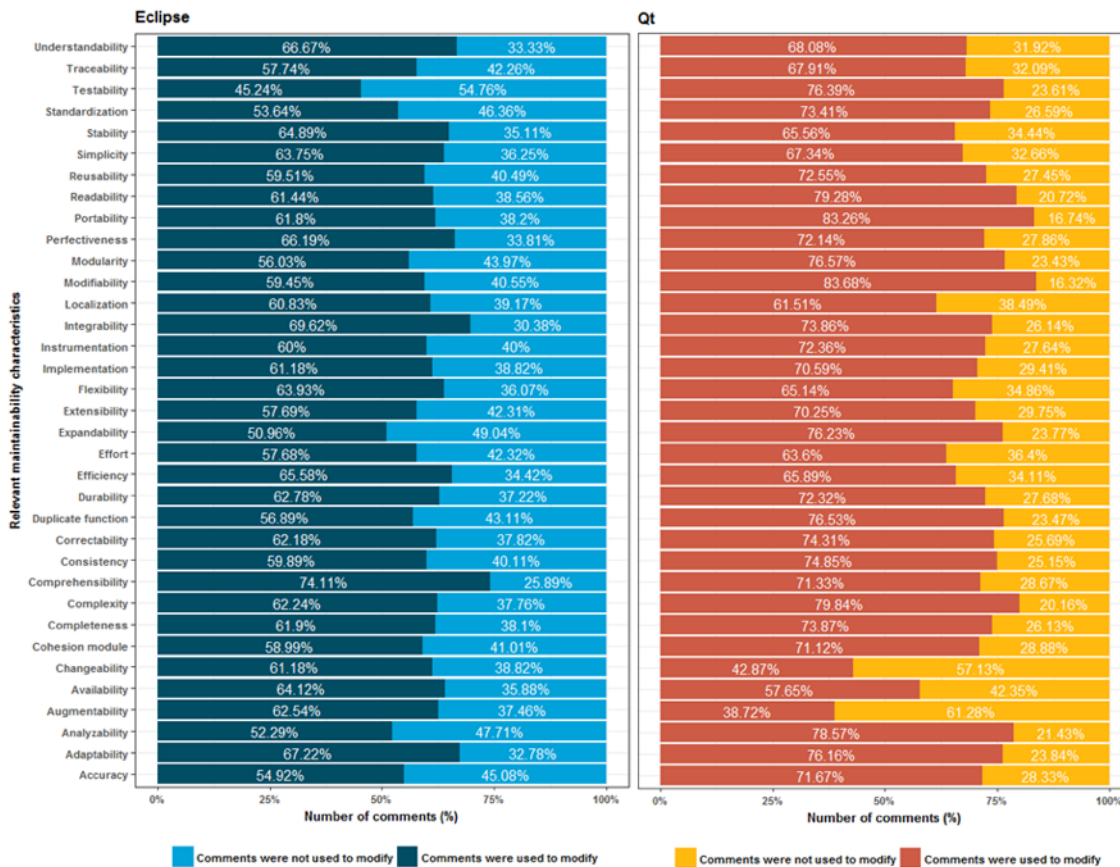 Eclipse Qt
Relevant maintainability characteristics
Understandability 66.67% 33.33% 68.08% 31.92%
Traceability 57.74% 42.26% 67.91% 32.09%
Testability 45.24% 54.76% 76.39% 23.61%
Standardization 53.64% 46.36% 73.41% 26.59%
Stability 64.89% 35.11% 65.56% 34.44%
Simplicity 63.75% 36.25% 67.34% 32.66%
Reusability 59.51% 40.49% 72.55% 27.45%
Readability 61.44% 38.56% 79.28% 20.72%
Portability 61.8% 38.2% 83.26% 16.74%
Perfectiveness 66.19% 33.81% 72.14% 27.86%
Modularity 56.03% 43.97% 76.57% 23.43%
Modifiability 59.45% 40.55% 83.68% 16.32%
Localization 60.83% 39.17% 61.51% 38.49%
Integrability 69.62% 30.38% 73.86% 26.14%
Instrumentation 60% 40% 72.36% 27.64%
Implementation 61.18% 38.82% 70.59% 29.41%
Flexibility 63.93% 36.07% 65.14% 34.86%
Extensibility 57.69% 42.31% 70.25% 29.75%
Expandability 50.96% 49.04% 76.23% 23.77%
Effort 57.68% 42.32% 63.6% 36.4%
Efficiency 65.58% 34.42% 65.89% 34.11%
Durability 62.78% 37.22% 72.32% 27.68%
Duplicate function 56.89% 43.11% 76.53% 23.47%
Correctability 62.18% 37.82% 74.31% 25.69%
Consistency 59.89% 40.11% 74.85% 25.15%
Comprehensibility 74.11% 25.89% 71.33% 28.67%
Complexity 62.24% 37.76% 79.84% 20.16%
Completeness 61.9% 38.1% 73.87% 26.13%
Cohesion module 58.99% 41.01% 71.12% 28.88%
Changeability 61.18% 38.82% 42.87% 57.13%
Availability 64.12% 35.88% 57.65% 42.35%
Augmentability 62.54% 37.46% 38.72% 61.28%
Analyzability 52.29% 47.71% 78.57% 21.43%
Adaptability 67.22% 32.78% 76.16% 23.84%
Accuracy 54.92% 45.08% 71.67% 28.33%
0% 25% 50% 75% 100% 0% 25% 50% 75% 100%
Number of comments (%) Number of comments (%)
Comments were not used to modify Comments were used to modify Comments were not used to modify Comments were used to modify